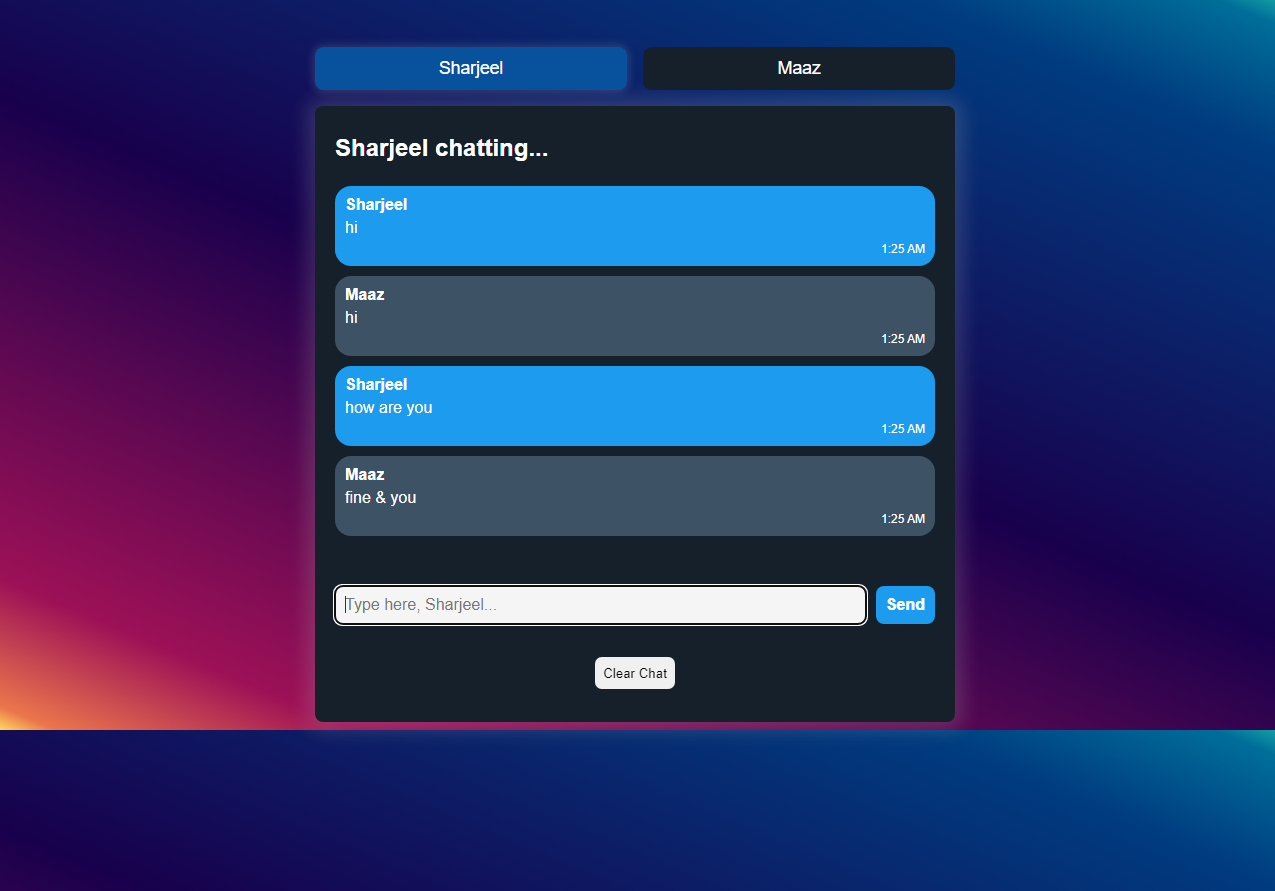 Sharjeel
Maaz
Sharjeel chatting...
Sharjeel
hi
1:25 AM
Maaz
hi
1:25 AM
Sharjeel
how are you
1:25 AM
Maaz
fine & you
1:25 AM
Type here, Sharjeel...
Send
Clear Chat